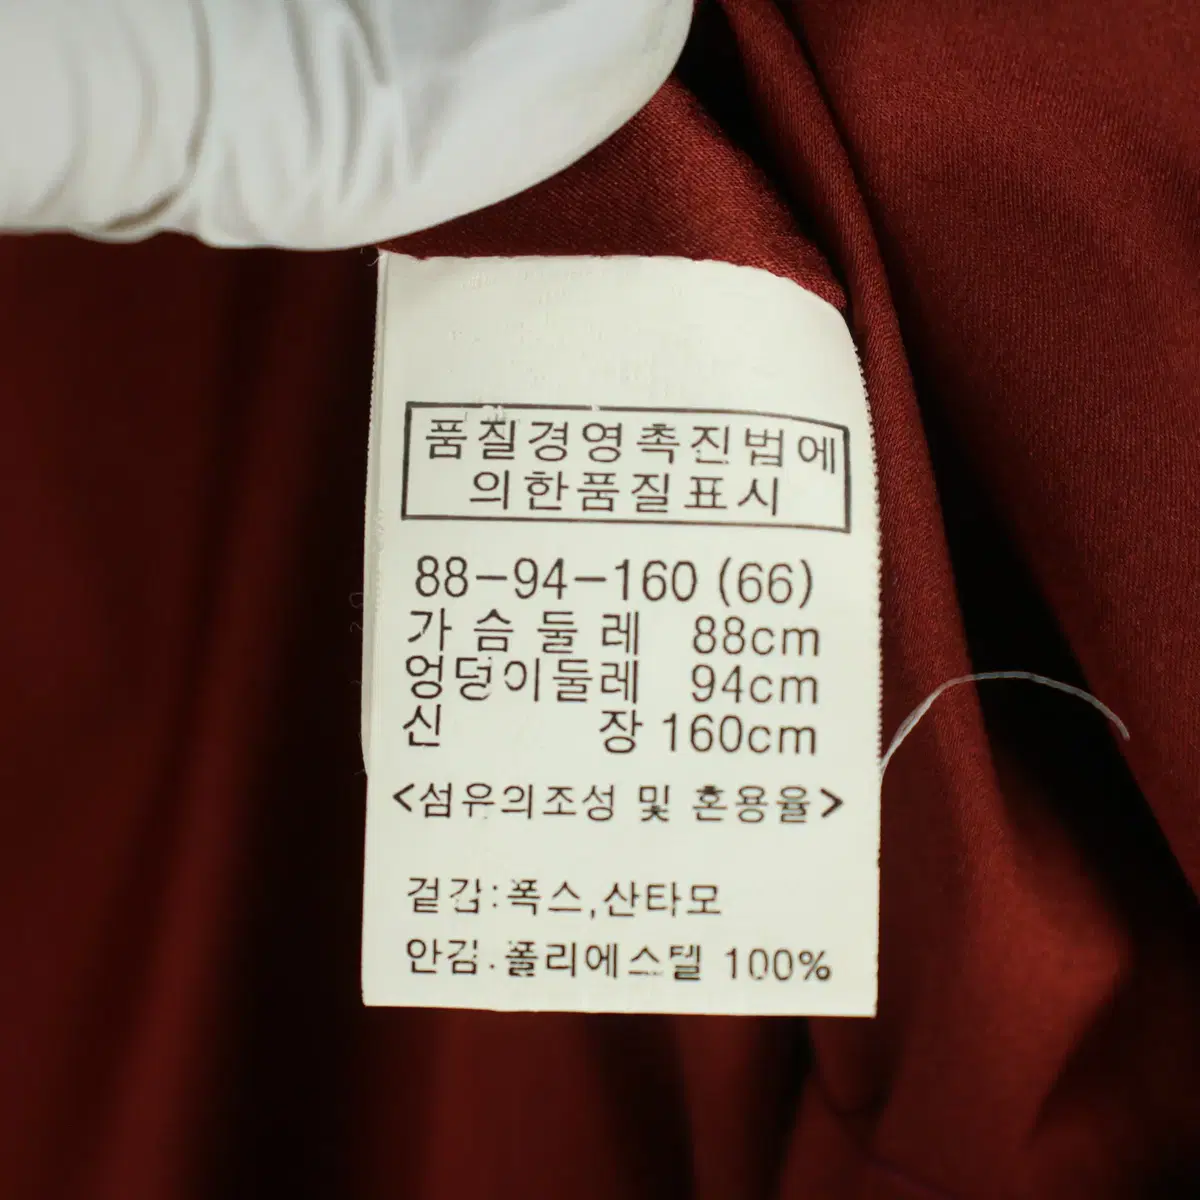 품질경영촉진법에
의한품질표시
88-94-160 (66)
가 슴 둘 레 88cm
엉덩이둘레 94cm
신 장 160cm
<섬유의조성 및 혼용율>
겉감:폭스,산타모
안감:폴리에스텔 100%